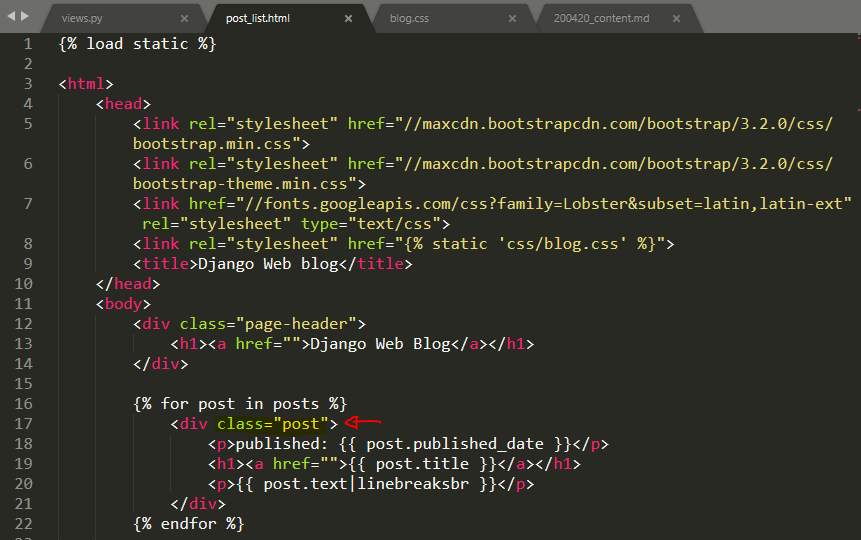 views.py × post_list.html × blog.css × 200420_content.md ×
1 {% load static %}
2
3 <html>
4 <head>
5 <link rel="stylesheet" href="//maxcdn.bootstrapcdn.com/bootstrap/3.2.0/css/
bootstrap.min.css">
6 <link rel="stylesheet" href="//maxcdn.bootstrapcdn.com/bootstrap/3.2.0/css/
bootstrap-theme.min.css">
7 <link href="//fonts.googleapis.com/css?family=Lobster&subset=latin,latin-ext"
rel="stylesheet" type="text/css">
8 <link rel="stylesheet" href="{% static 'css/blog.css' %}">
9 <title>Django Web blog</title>
10 </head>
11 <body>
12 <div class="page-header">
13 <h1><a href="">Django Web Blog</a></h1>
14 </div>
15
16 {% for post in posts %}
17 <div class="post">
18 <p>published: {{ post.published_date }}</p>
19 <h1><a href="">{{ post.title }}</a></h1>
20 <p>{{ post.text|linebreaksbr }}</p>
21 </div>
22 {% endfor %}